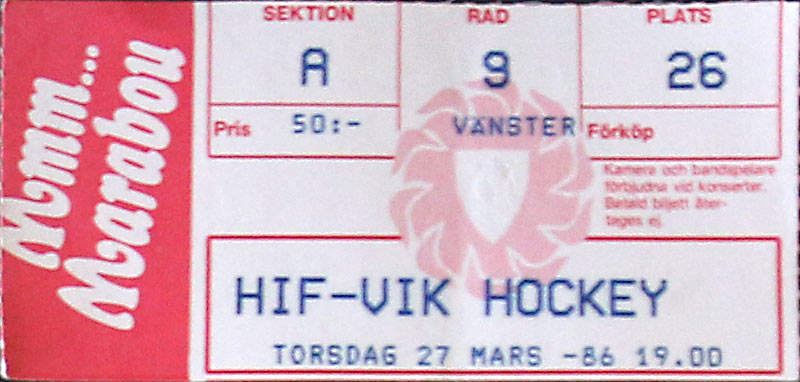 Mmm...
Marabou
SEKTION RAD PLATS
A 9 26
Pris 50:- VÄNSTER Förköp
Kamera och bandspelare
förbjudna vid konserter.
Betald biljett åter-
tages ej.
HIF-VIK HOCKEY
TORSDAG 27 MARS -86 19.00